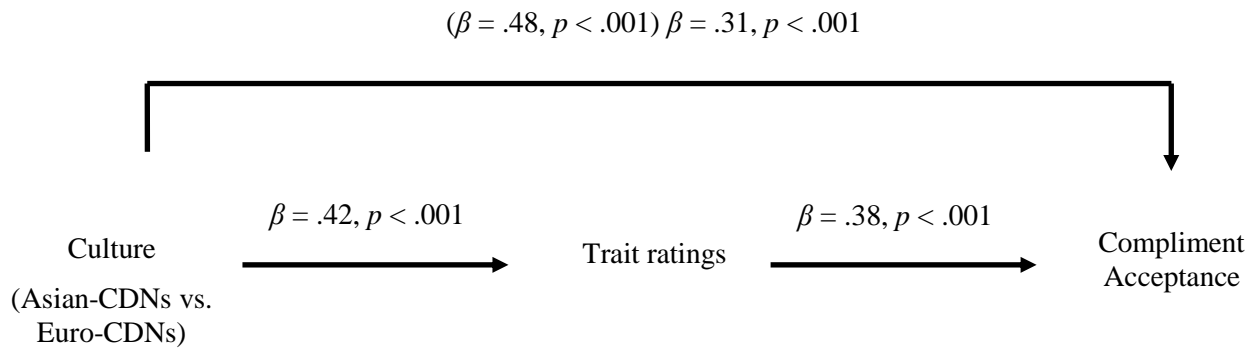 (β = .48, p < .001) β = .31, p < .001
β = .42, p < .001
β = .38, p < .001
Culture
(Asian-CDNs vs.
Euro-CDNs)
Trait ratings
Compliment
Acceptance